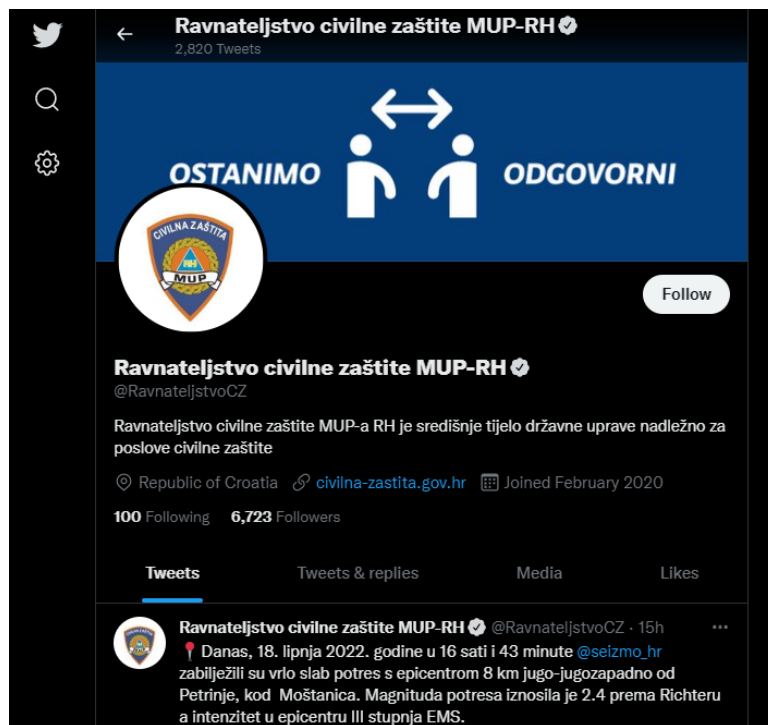 Ravnateljstvo civilne zaštite MUP-RH
2,820 Tweets
OSTANIMO ODGOVORNI
CIVILNA ZAŠTITA
RH
MUP
Follow
Ravnateljstvo civilne zaštite MUP-RH
@RavnateljstvoCZ
Ravnateljstvo civilne zaštite MUP-a RH je središnje tijelo državne uprave nadležno za
poslove civilne zaštite
Republic of Croatia civilna-zastita.gov.hr Joined February 2020
100 Following 6,723 Followers
Tweets Tweets & replies Media Likes
Ravnateljstvo civilne zaštite MUP-RH @RavnateljstvoCZ · 15h
Danas, 18. lipnja 2022. godine u 16 sati i 43 minute @seizmo_hr
zabilježili su vrlo slab potres s epicentrom 8 km jugo-jugozapadno od
Petrinje, kod Moštanica. Magnituda potresa iznosila je 2.4 prema Richteru
a intenzitet u epicentru III stupnja EMS.